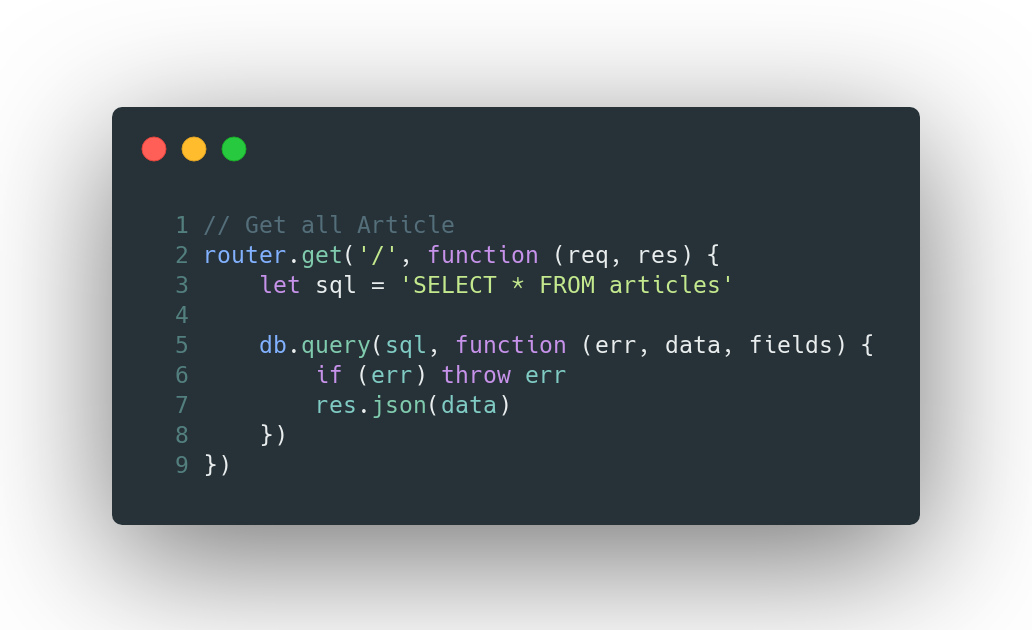 1 // Get all Article
2 router.get('/', function (req, res) {
3     let sql = 'SELECT * FROM articles'
4
5     db.query(sql, function (err, data, fields) {
6         if (err) throw err
7         res.json(data)
8     })
9 })